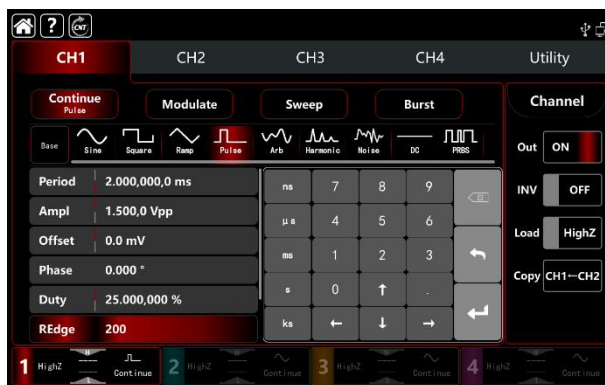 ? CNT
CH1 CH2 CH3 CH4 Utility
Continue
Pulse
Modulate Sweep Burst Channel
Base Sine Square Ramp Pulse Arb Harmonic Noise DC PRBS
Out ON
Period 2.000,000,0 ms
ns 7 8 9
INV OFF
Ampl 1.500,0 Vpp
μs 4 5 6
Offset 0.0 mV
Load HighZ
Phase 0.000 °
ms 1 2 3
Copy CH1←CH2
Duty 25.000,000 %
s 0 ↑ .
REdge 200
ks ← ↓ →
1 HighZ H L Continue 2 HighZ H L Continue 3 HighZ H L Continue 4 HighZ H L Continue